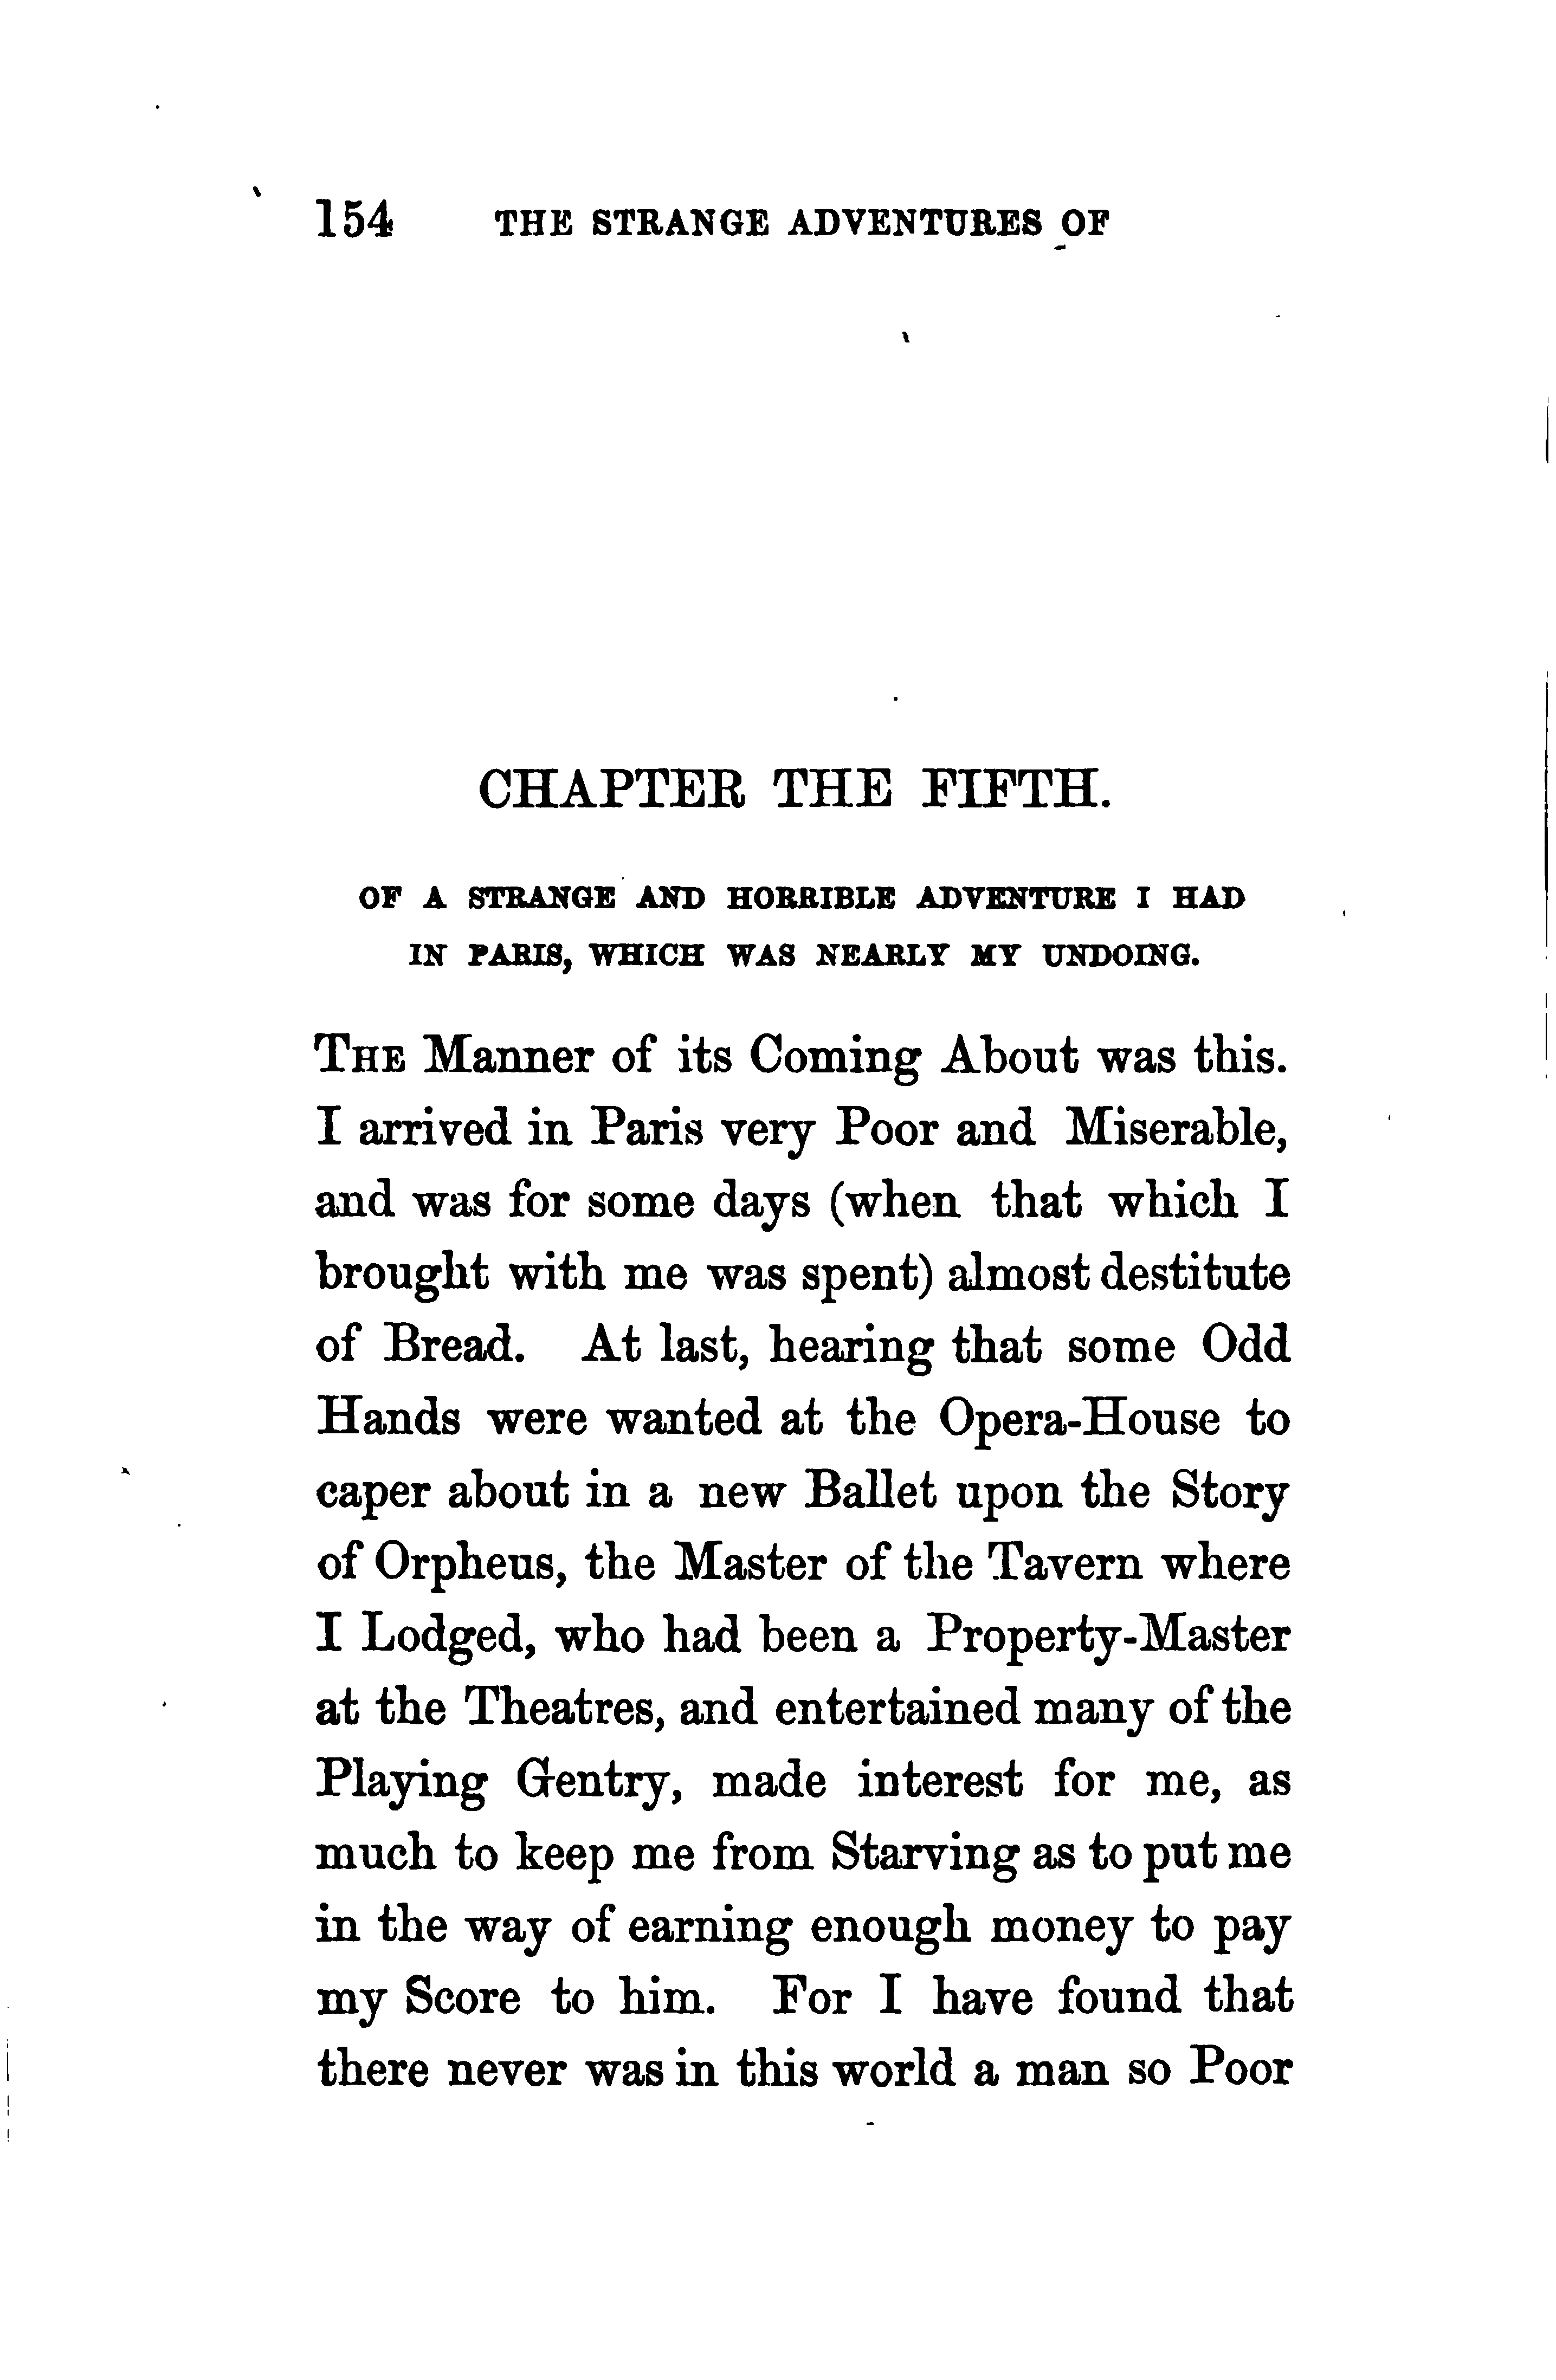 154 THE STRANGE ADVENTURES OF
CHAPTER THE FIFTH.
OF A STRANGE AND HORRIBLE ADVENTURE I HAD
IN PARIS, WHICH WAS NEARLY MY UNDOING.
THE Manner of its Coming About was this.
I arrived in Paris very Poor and Miserable,
and was for some days (when that which I
brought with me was spent) almost destitute
of Bread. At last, hearing that some Odd
Hands were wanted at the Opera-House to
caper about in a new Ballet upon the Story
of Orpheus, the Master of the Tavern where
I Lodged, who had been a Property-Master
at the Theatres, and entertained many of the
Playing Gentry, made interest for me, as
much to keep me from Starving as to put me
in the way of earning enough money to pay
my Score to him. For I have found that
there never was in this world a man so Poor